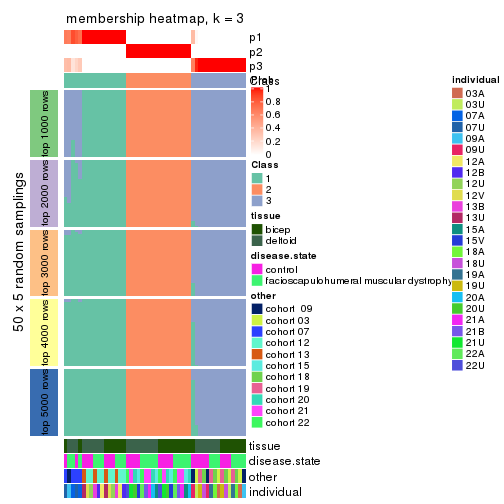 membership heatmap, k = 3
p1
p2
p3
Class
50 x 5 random samplings
top 1000 rows
top 2000 rows
top 3000 rows
top 4000 rows
top 5000 rows
1
0.8
0.6
0.4
0.2
0
Class
1
2
3
tissue
bicep
deltoid
disease.state
control
facioscapulohumeral muscular dystrophy
other
cohort 09
cohort 03
cohort 07
cohort 12
cohort 13
cohort 15
cohort 18
cohort 19
cohort 20
cohort 21
cohort 22
individual
03A
03U
07A
07U
09A
09U
12A
12B
12U
12V
13B
13U
15A
15V
18A
18U
19A
19U
20A
20U
21A
21B
21U
22A
22U
tissue
disease.state
other
individual